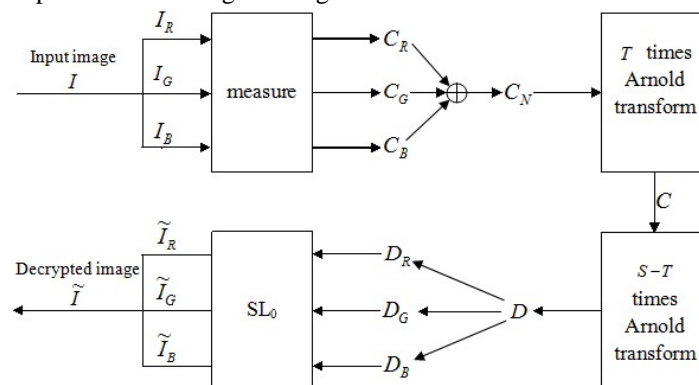 I_R
C_R
Input image
I
I_G
measure
C_G
⊕
C_N
T times
Arnold
transform
I_B
C_B
C
Ĩ_R
D_R
Decrypted image
Ĩ
Ĩ_G
SL₀
D_G
D
S-T
times
Arnold
transform
Ĩ_B
D_B